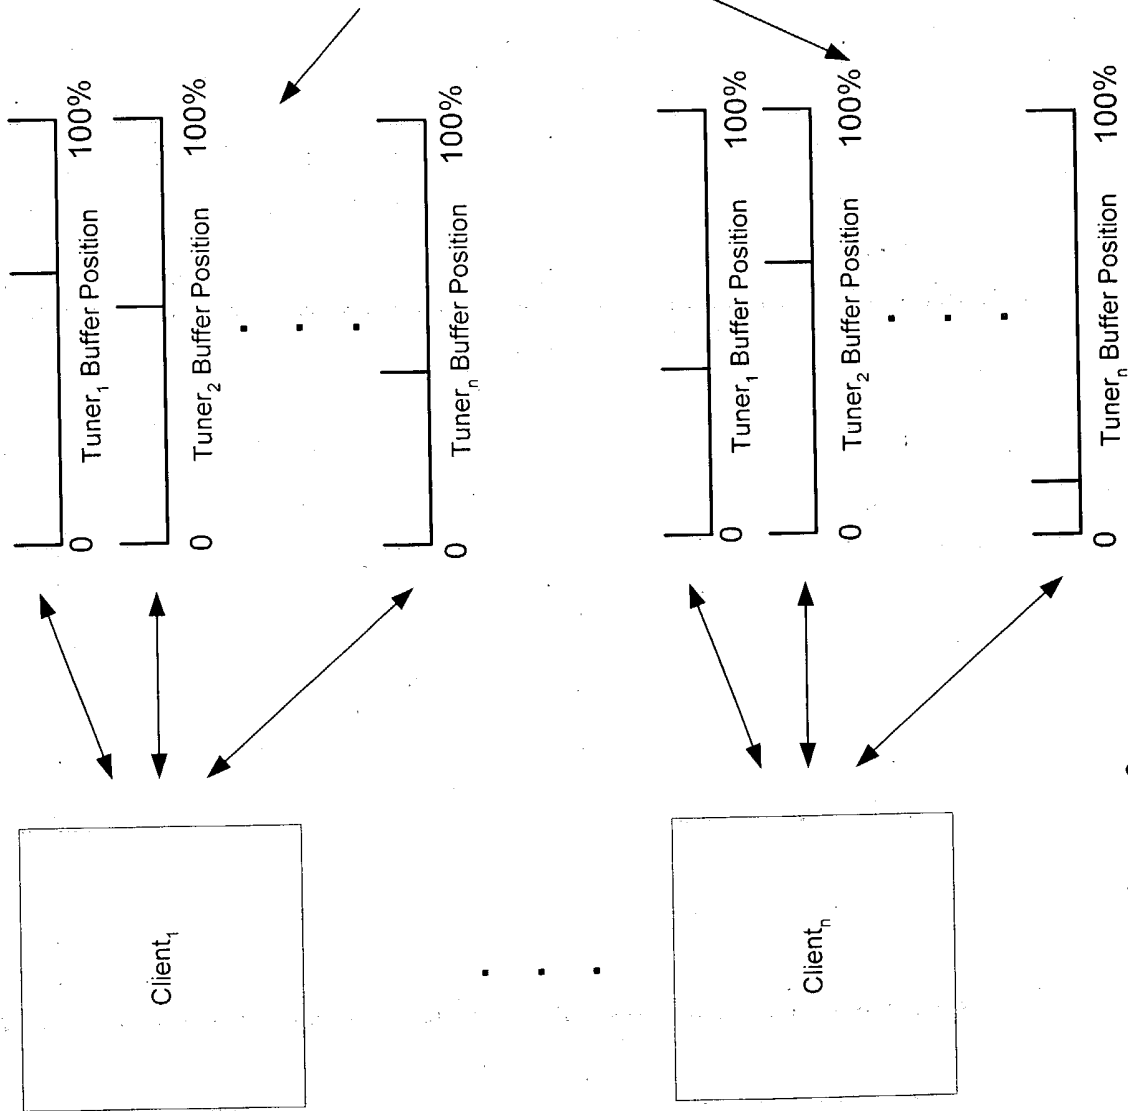 Client₁
0 Tuner₁ Buffer Position 100%
0 Tuner₂ Buffer Position 100%
0 Tunerₙ Buffer Position 100%
Clientₙ
0 Tuner₁ Buffer Position 100%
0 Tuner₂ Buffer Position 100%
0 Tunerₙ Buffer Position 100%